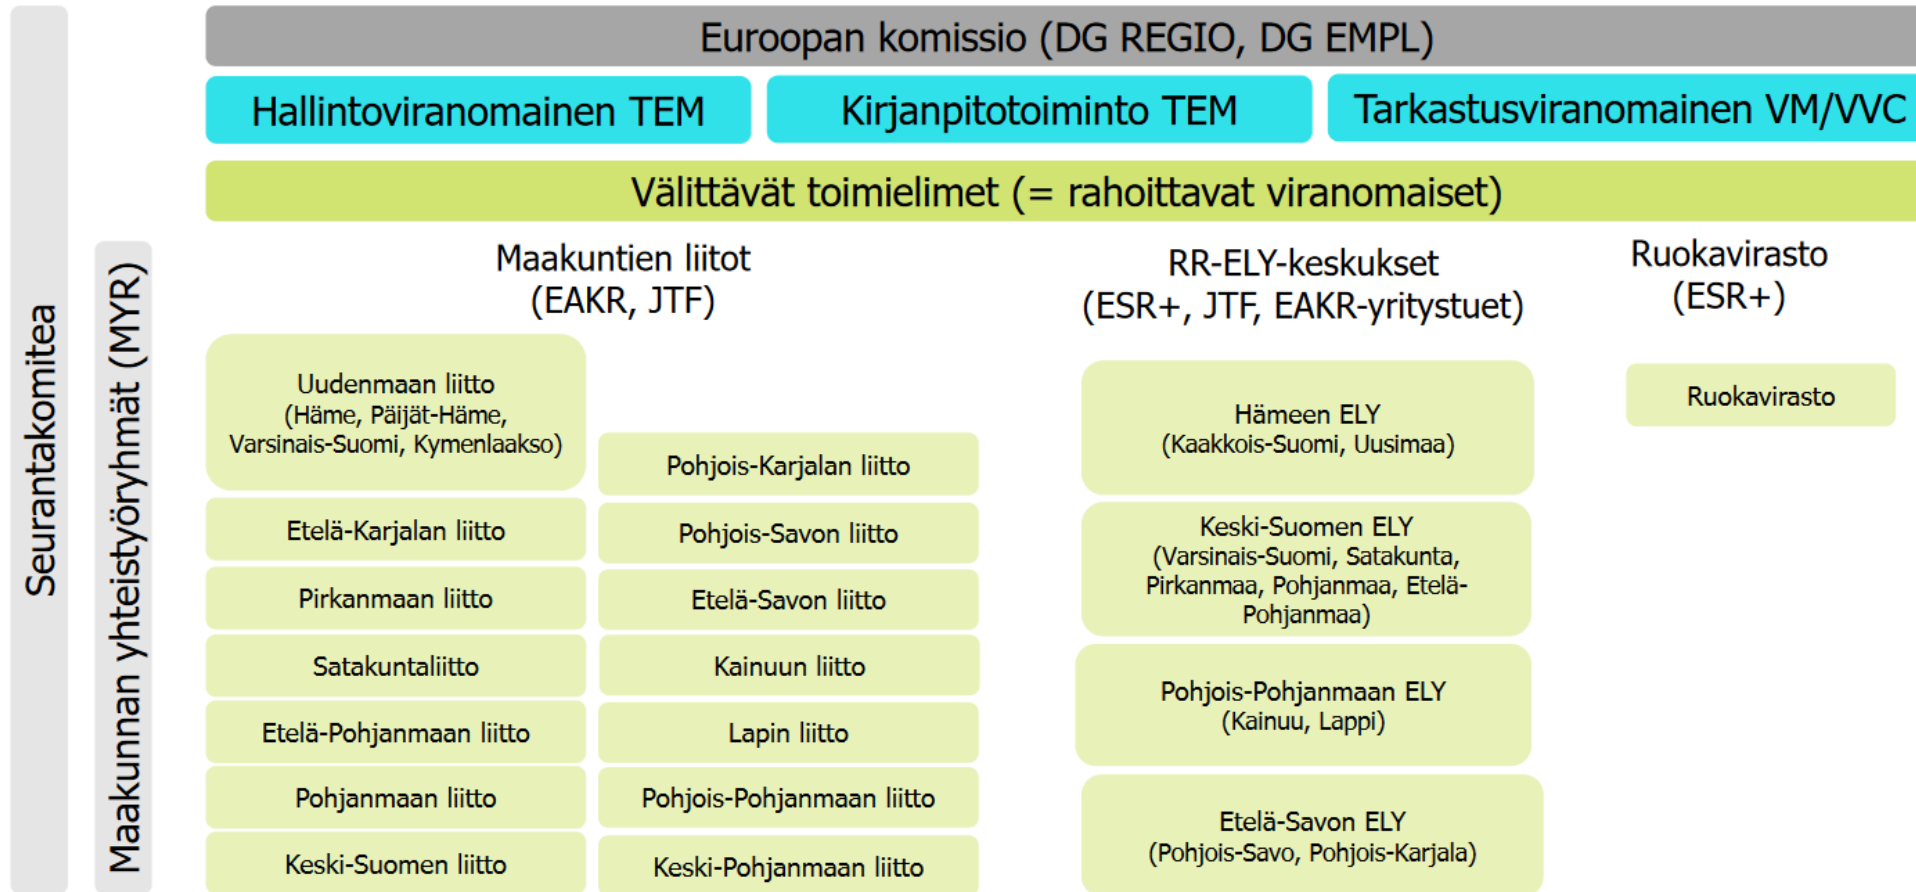 Seurantakomitea
Maakunnan yhteistyöryhmät (MYR)
Euroopan komissio (DG REGIO, DG EMPL)
Hallintoviranomainen TEM
Kirjanpitotoiminto TEM
Tarkastusviranomainen VM/VVC
Välittävät toimielimet (= rahoittavat viranomaiset)
Maakuntien liitot
(EAKR, JTF)
Uudenmaan liitto
(Häme, Päijät-Häme,
Varsinais-Suomi, Kymenlaakso)
Etelä-Karjalan liitto
Pirkanmaan liitto
Satakuntaliitto
Etelä-Pohjanmaan liitto
Pohjanmaan liitto
Keski-Suomen liitto
Pohjois-Karjalan liitto
Pohjois-Savon liitto
Etelä-Savon liitto
Kainuun liitto
Lapin liitto
Pohjois-Pohjanmaan liitto
Keski-Pohjanmaan liitto
RR-ELY-keskukset
(ESR+, JTF, EAKR-yritystuet)
Hämeen ELY
(Kaakkois-Suomi, Uusimaa)
Keski-Suomen ELY
(Varsinais-Suomi, Satakunta,
Pirkanmaa, Pohjanmaa, Etelä-
Pohjanmaa)
Pohjois-Pohjanmaan ELY
(Kainuu, Lappi)
Etelä-Savon ELY
(Pohjois-Savo, Pohjois-Karjala)
Ruokavirasto
(ESR+)
Ruokavirasto